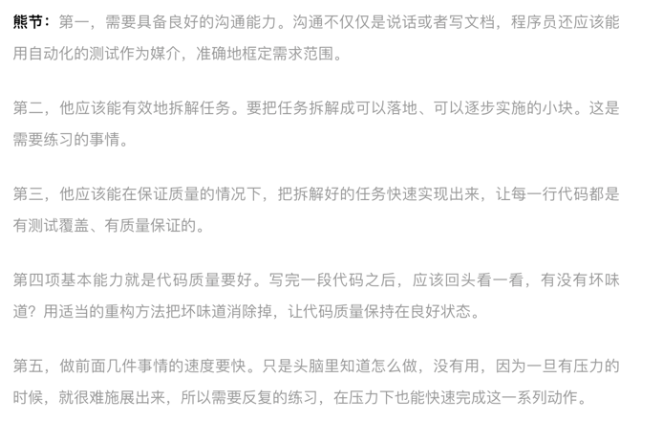 熊节：第一，需要具备良好的沟通能力。沟通不仅仅是说话或者写文档，程序员还应该能
用自动化的测试作为媒介，准确地框定需求范围。
第二，他应该能有效地拆解任务。要把任务拆解成可以落地、可以逐步实施的小块。这是
需要练习的事情。
第三，他应该能在保证质量的情况下，把拆解好的任务快速实现出来，让每一行代码都是
有测试覆盖、有质量保证的。
第四项基本能力就是代码质量要好。写完一段代码之后，应该回头看一看，有没有坏味
道？用适当的重构方法把坏味道消除掉，让代码质量保持在良好状态。
第五，做前面几件事情的速度要快。只是头脑里知道怎么做，没有用，因为一旦有压力的
时候，就很难施展出来，所以需要反复的练习，在压力下也能快速完成这一系列动作。